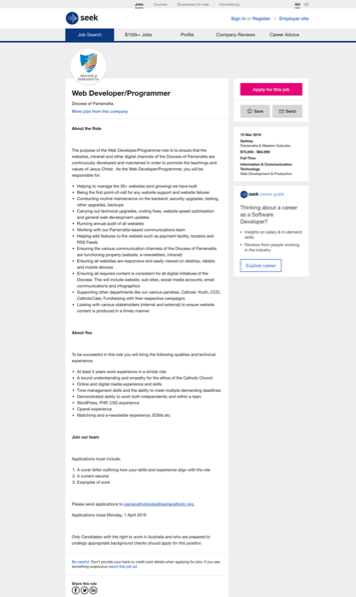 Jobs Courses Businesses for sale Volunteering AU NZ
seek
Sign in or Register | Employer site
Job Search $150k+ Jobs Profile Company Reviews Career Advice
DIOCESE OF
PARRAMATTA
Web Developer/Programmer
Diocese of Parramatta
More jobs from this company
About the Role
The purpose of the Web Developer/Programmer role is to ensure that the
websites, intranet and other digital channels of the Diocese of Parramatta are
continuously developed and maintained in order to promote the teachings and
values of Jesus Christ. As the Web Developer/Programmer, you will be
responsible for:
• Helping to manage the 30+ websites (and growing) we have built
• Being the first point-of-call for any website support and website failures
• Conducting routine maintenance on the backend, security upgrades, testing,
other upgrades, backups
• Carrying out technical upgrades, coding fixes, website speed optimisation
and general web development updates
• Running annual audit of all websites
• Working with our Parramatta-based communications team
• Helping add features to the website such as payment facility, locators and
RSS Feeds
• Ensuring the various communication channels of the Diocese of Parramatta
are functioning properly (website, e-newsletters, intranet)
• Ensuring all websites are responsive and easily viewed on desktop, tablets
and mobile devices
• Ensuring all required content is consistent for all digital entities of the
Diocese. This will include website, sub-sites, social media accounts, email
communications and infographics
• Supporting other departments like our various parishes, Catholic Youth, CCD,
CatholicCare, Fundraising with their respective campaigns
• Liaising with various stakeholders (internal and external) to ensure website
content is produced in a timely manner
About You
To be successful in this role you will bring the following qualities and technical
experience:
• At least 5 years work experience in a similar role
• A sound understanding and empathy for the ethos of the Catholic Church
• Online and digital media experience and skills
• Time management skills and the ability to meet multiple demanding deadlines
• Demonstrated ability to work both independently and within a team
• WordPress, PHP, CSS experience
• Cpanel experience
• Mailchimp and e-newsletter experience, EDMs etc
Join our team
Applications must include:
1. A cover letter outlining how your skills and experience align with the role
2. A current resume
3. Examples of work
Please send applications to
Applications close Monday, 1 April 2019
Only Candidates with the right to work in Australia and who are prepared to
undergo appropriate background checks should apply for this position.
Be careful. Don't provide your bank or credit card details when applying for jobs. If you see
something suspicious report this job ad.
Share this role
Apply for this job
Save Send
Sydney
Parramatta & Western Suburbs
Full Time
Information & Communication
Technology
Web Development & Production
seek career guide
Thinking about a career
as a Software
Developer?
• Insights on salary & in-demand
skills
• Reviews from people working
in the industry
Explore career